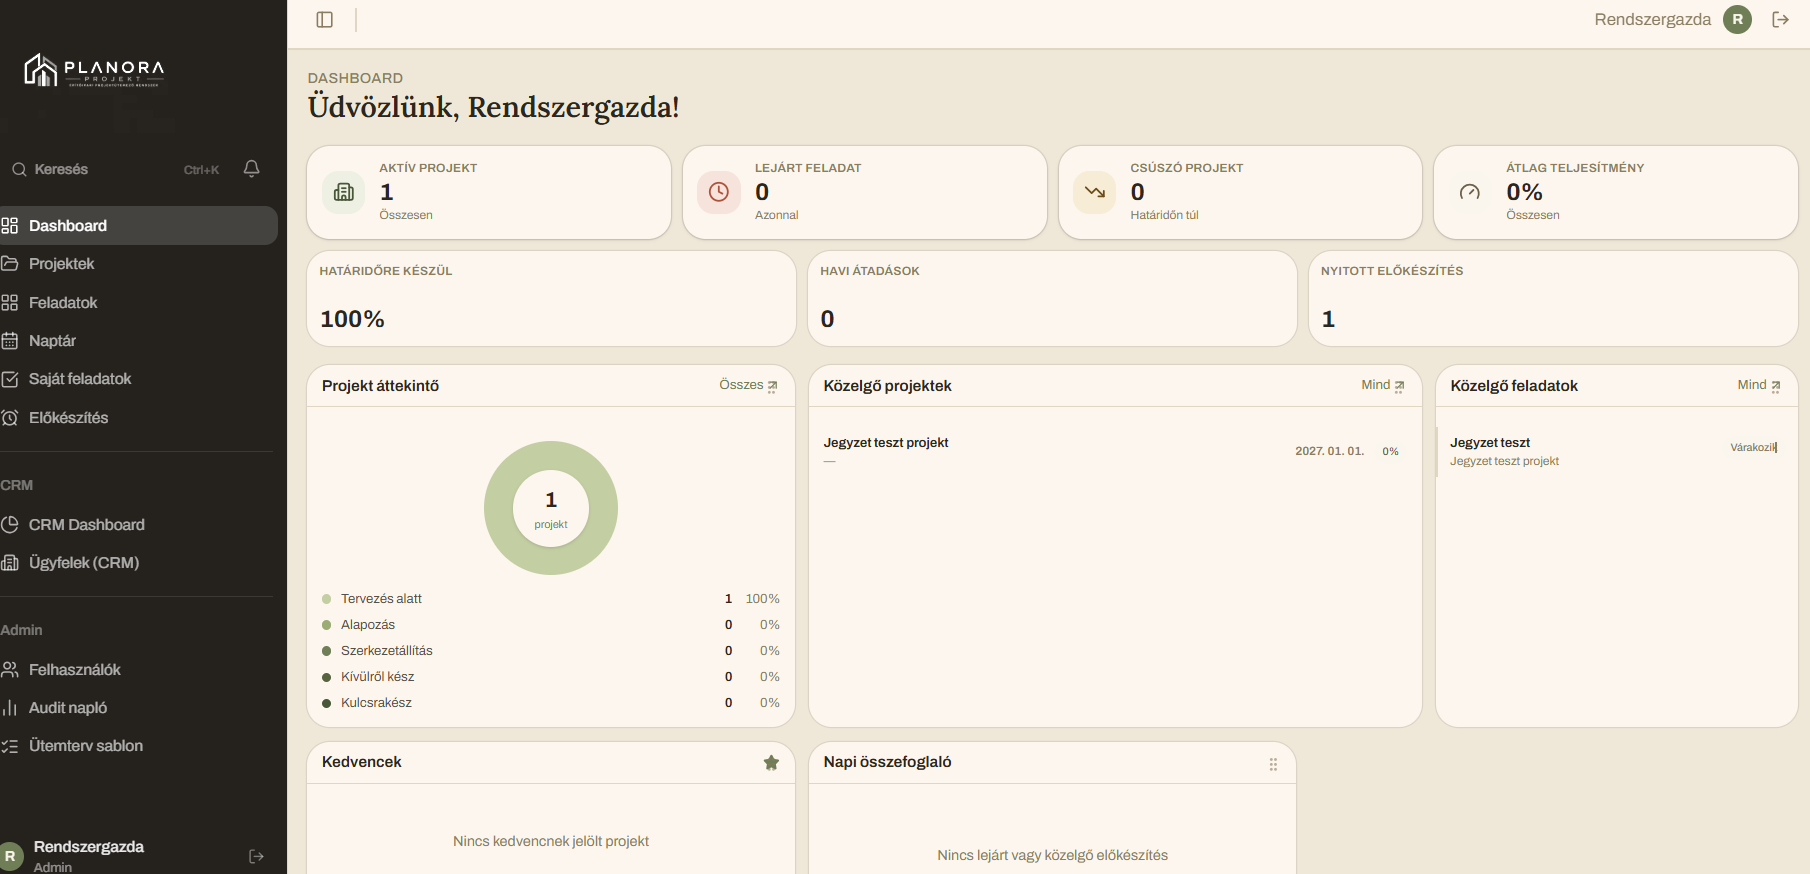 PLANORA
PROJEKT
Keresés Ctrl+K
Dashboard
Projektek
Feladatok
Naptár
Saját feladatok
Előkészítés
CRM
CRM Dashboard
Ügyfelek (CRM)
Admin
Felhasználók
Audit napló
Ütemterv sablon
R
Rendszergazda
Admin
Rendszergazda R
DASHBOARD
Üdvözlünk, Rendszergazda!
AKTÍV PROJEKT
1
Összesen
LEJÁRT FELADAT
0
Azonnal
CSÚSZÓ PROJEKT
0
Határidőn túl
ÁTLAG TELJESÍTMÉNY
0%
Összesen
HATÁRIDŐRE KÉSZÜL
100%
HAVI ÁTADÁSOK
0
NYITOTT ELŐKÉSZÍTÉS
1
Projekt áttekintő Összes
1
projekt
Tervezés alatt 1 100%
Alapozás 0 0%
Szerkezetállítás 0 0%
Kívülről kész 0 0%
Kulcsrakész 0 0%
Közelgő projektek Mind
Jegyzet teszt projekt
—
2027. 01. 01. 0%
Közelgő feladatok Mind
Jegyzet teszt
Jegyzet teszt projekt
Várakozik
Kedvencek
Nincs kedvencnek jelölt projekt
Napi összefoglaló
Nincs lejárt vagy közelgő előkészítés